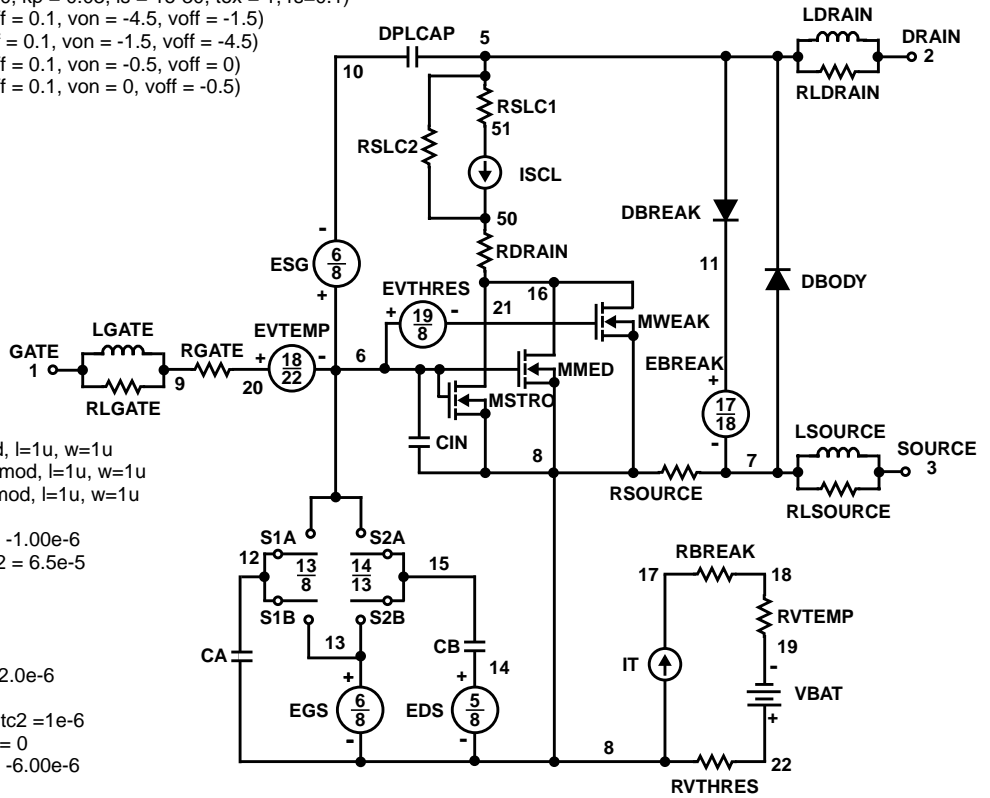 ff = 0.1, von = -4.5, voff = -1.5)
f = 0.1, von = -1.5, voff = -4.5)
ff = 0.1, von = -0.5, voff = 0)
ff = 0.1, von = 0, voff = -0.5)
DPLCAP
5
10
LDRAIN
DRAIN
2
RLDRAIN
RSLC1
51
RSLC2
ISCL
50
RDRAIN
DBREAK
11
DBODY
-
ESG
6
8
+
EVTHRES
+
19
8
-
21
16
MWEAK
LGATE
GATE
1
RLGATE
9
RGATE
20
EVTEMP
+
18
22
-
6
MMED
MSTRO
EBREAK
+
17
18
-
CIN
8
RSOURCE
7
LSOURCE
SOURCE
3
RLSOURCE
d, l=1u, w=1u
mod, l=1u, w=1u
mod, l=1u, w=1u
-1.00e-6
2 = 6.5e-5
2.0e-6
tc2 =1e-6
= 0
-6.00e-6
S1A
S2A
12
13
8
14
13
15
S1B
S2B
13
CA
CB
14
+
EGS
6
8
-
+
EDS
5
8
-
8
RBREAK
17
18
RVTEMP
19
-
IT
VBAT
+
22
RVTHRES